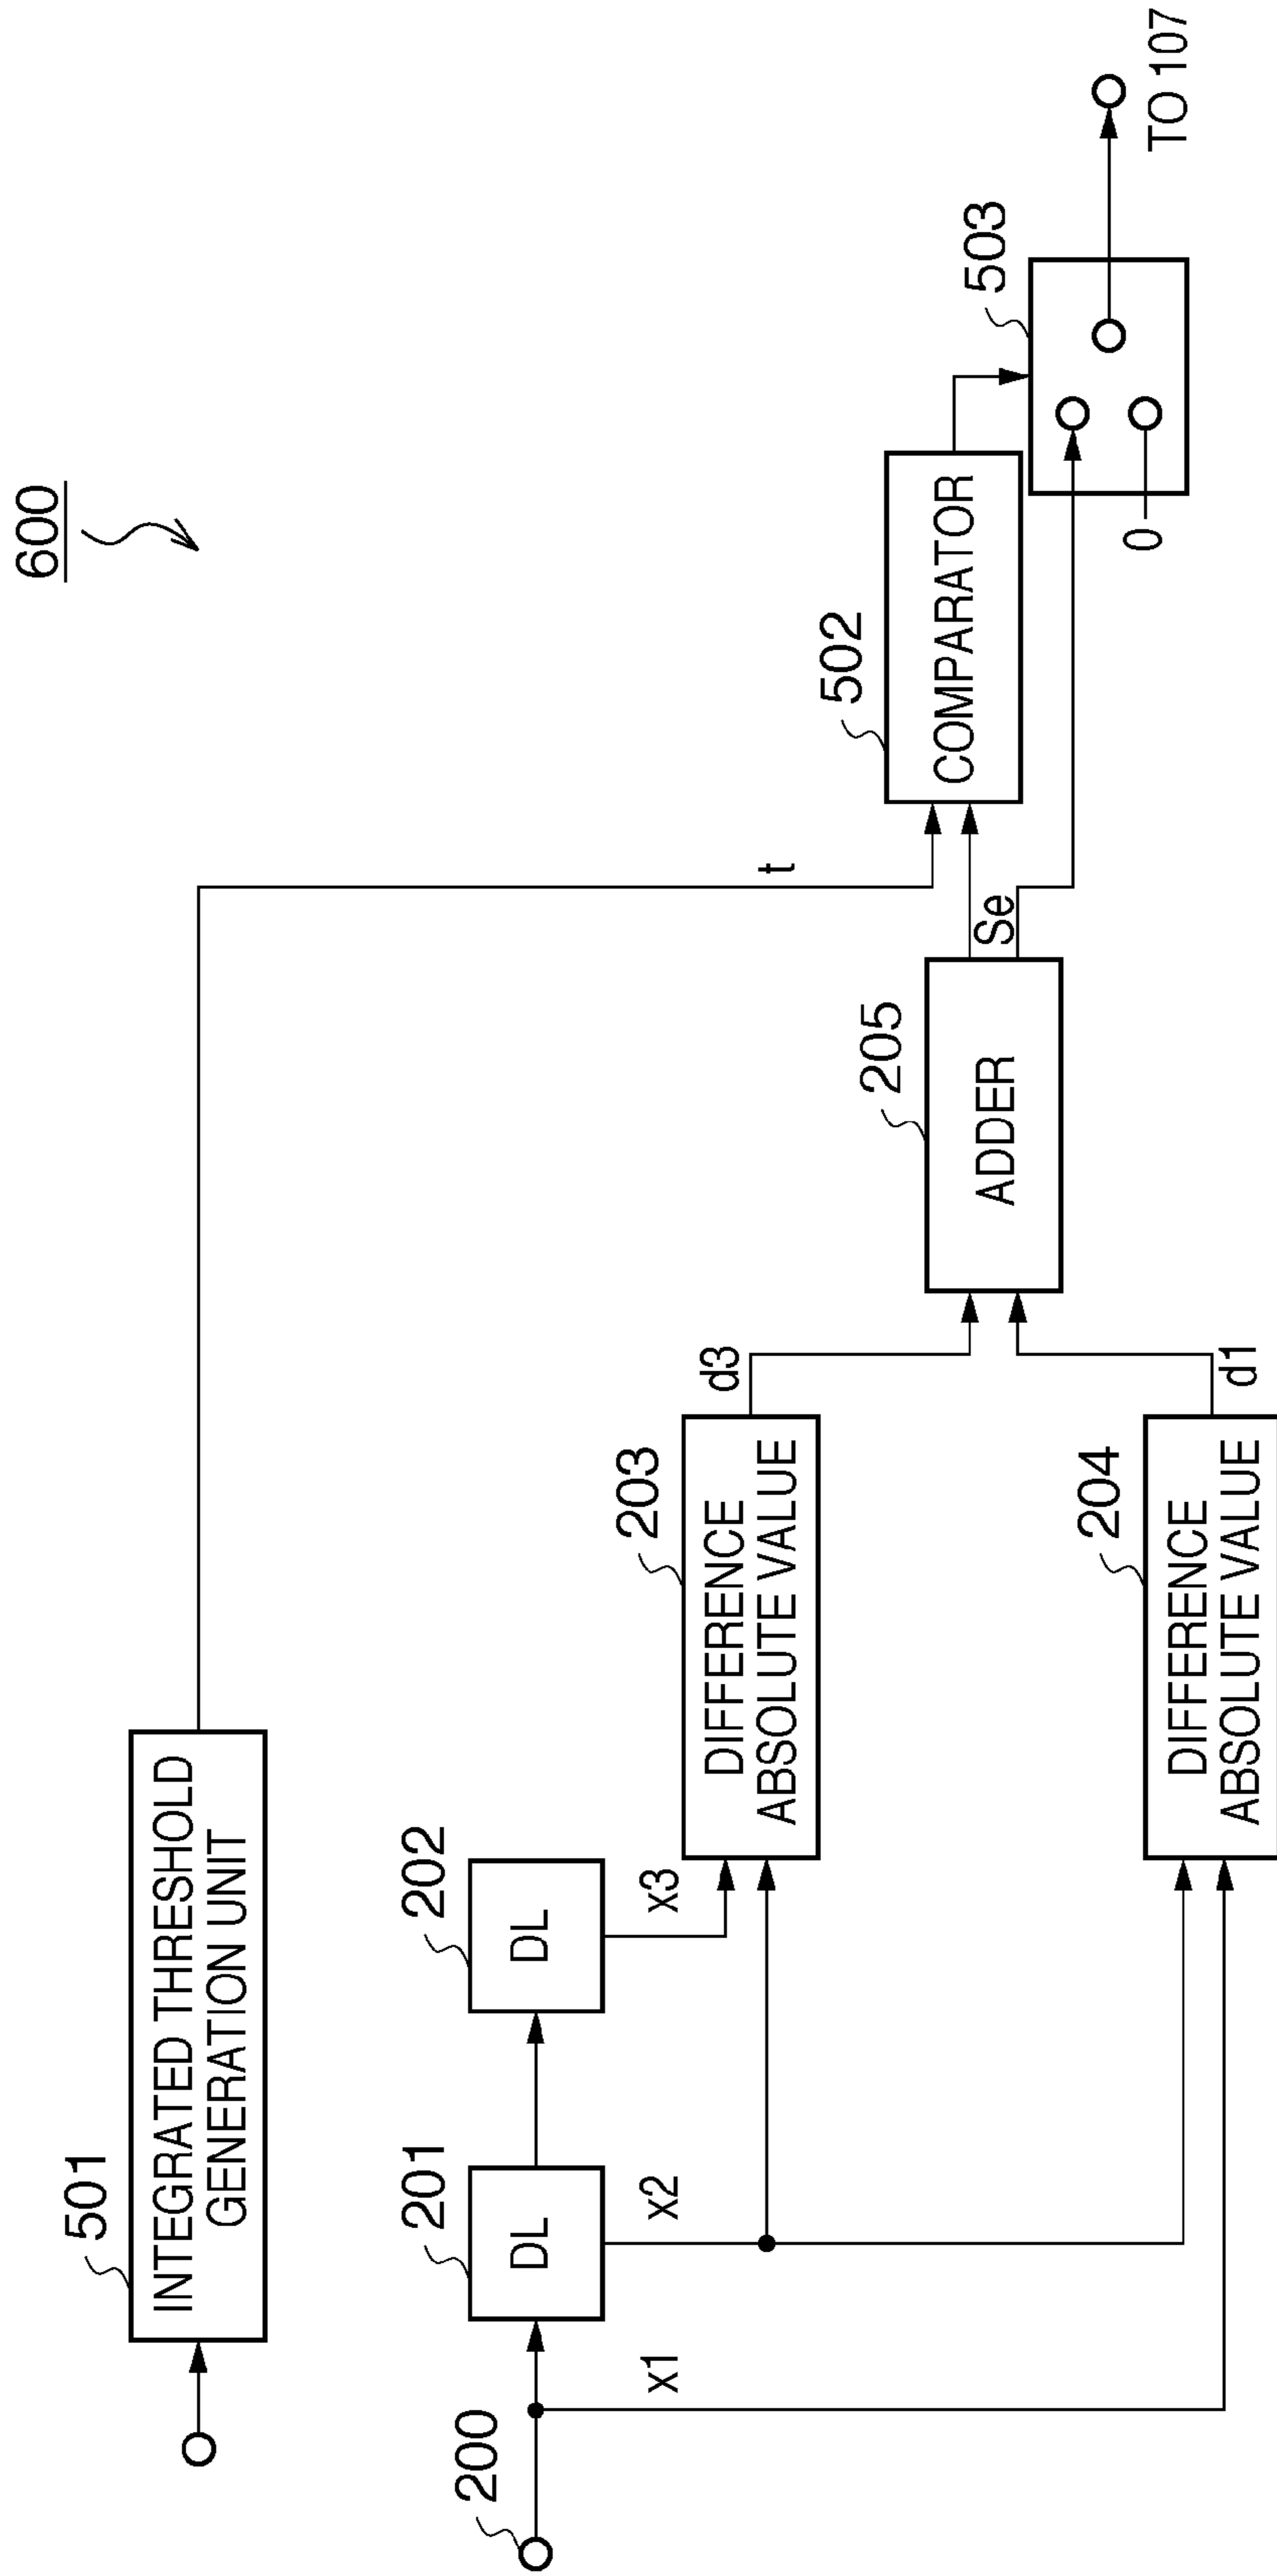 600
501
INTEGRATED THRESHOLD
GENERATION UNIT
t
200
x1
201
DL
x2
202
DL
x3
203
DIFFERENCE
ABSOLUTE VALUE
d3
204
DIFFERENCE
ABSOLUTE VALUE
d1
205
ADDER
Se
502
COMPARATOR
503
0
TO 107